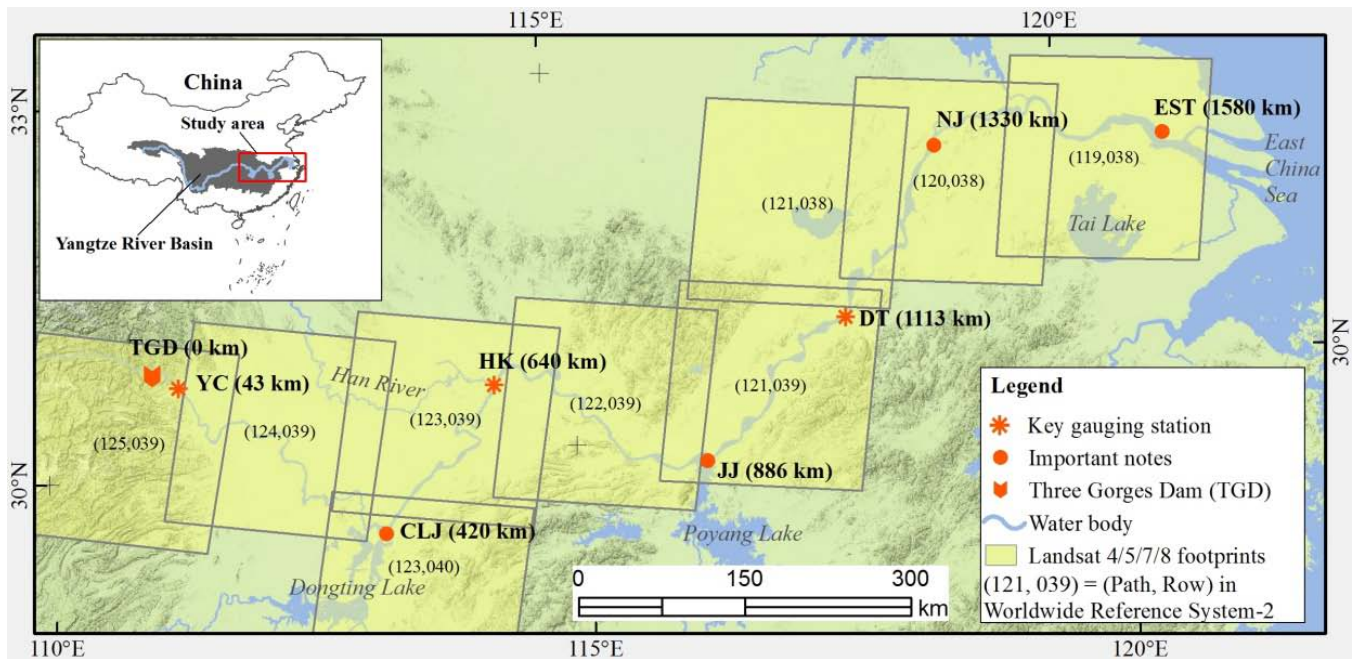 115°E
120°E
China
Study area
Yangtze River Basin
33°N
EST (1580 km)
NJ (1330 km)
East
China
Sea
(119,038)
(120,038)
(121,038)
Tai Lake
30°N
DT (1113 km)
TGD (0 km)
HK (640 km)
YC (43 km)
Han River
(121,039)
(123,039)
(122,039)
(124,039)
(125,039)
30°N
JJ (886 km)
CLJ (420 km)
Poyang Lake
(123,040)
Dongting Lake
0
150
300
km
Legend
Key gauging station
Important notes
Three Gorges Dam (TGD)
Water body
Landsat 4/5/7/8 footprints
(121, 039) = (Path, Row) in
Worldwide Reference System-2
110°E
115°E
120°E